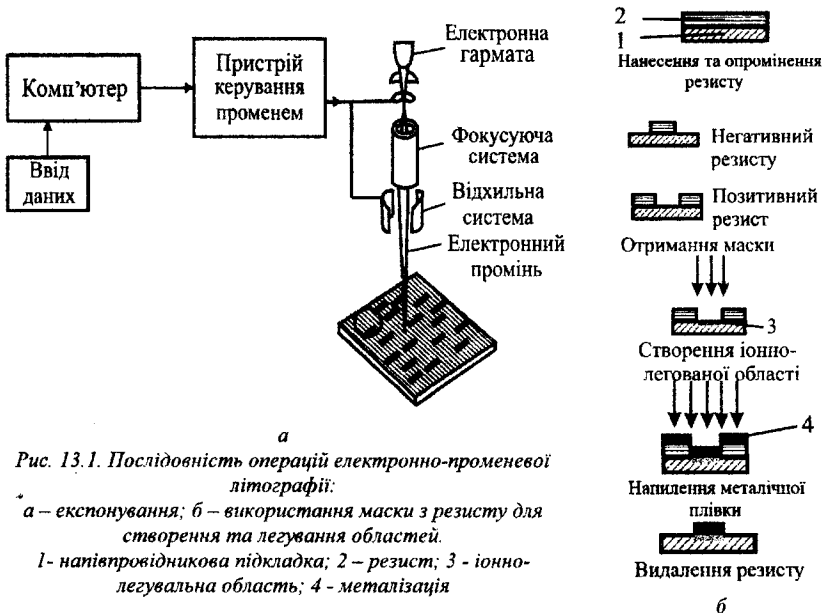 Комп’ютер
Ввід
даних
Пристрій
керування
променем
Електронна
гармата
Фокусуюча
система
Відхильна
система
Електронний
промінь
а
Рис. 13.1. Послідовність операцій електронно-променевої
літографії:
а – експонування; б – використання маски з резисту для
створення та легування областей.
1- напівпровідникова підкладка; 2 – резист; 3 - іонно-
легувальна область; 4 - металізація
2
1
Нанесення та опромінення
резисту
Негативний
резисту
Позитивний
резист
Отримання маски
3
Створення іонно-
легованої області
4
Напилення металічної
плівки
Видалення резисту
б